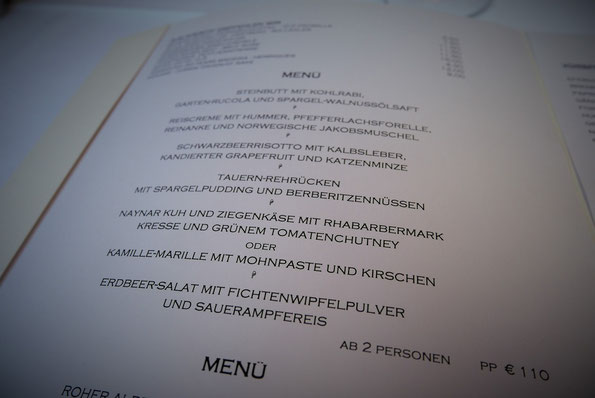 MENÜ
STEINBUTT MIT KOHLRABI,
GARTEN-RUCOLA UND SPARGEL-WALNUSSÖLSAFT
REISCREME MIT HUMMER, PFEFFERLACHSFORELLE,
REINANKE UND NORWEGISCHE JAKOBSMUSCHEL
SCHWARZBEERRISOTTO MIT KALBSLEBER,
KANDIERTER GRAPEFRUIT UND KATZENMINZE
TAUERN-REHRÜCKEN
MIT SPARGELPUDDING UND BERBERITZENNÜSSEN
NAYNAR KUH UND ZIEGENKÄSE MIT RHABARBERMARK
KRESSE UND GRÜNEM TOMATENCHUTNEY
ODER
KAMILLE-MARILLE MIT MOHNPASTE UND KIRSCHEN
ERDBEER-SALAT MIT FICHTENWIPFELPULVER
UND SAUERAMPFEREIS
AB 2 PERSONEN PP € 110
MENÜ
ROHER